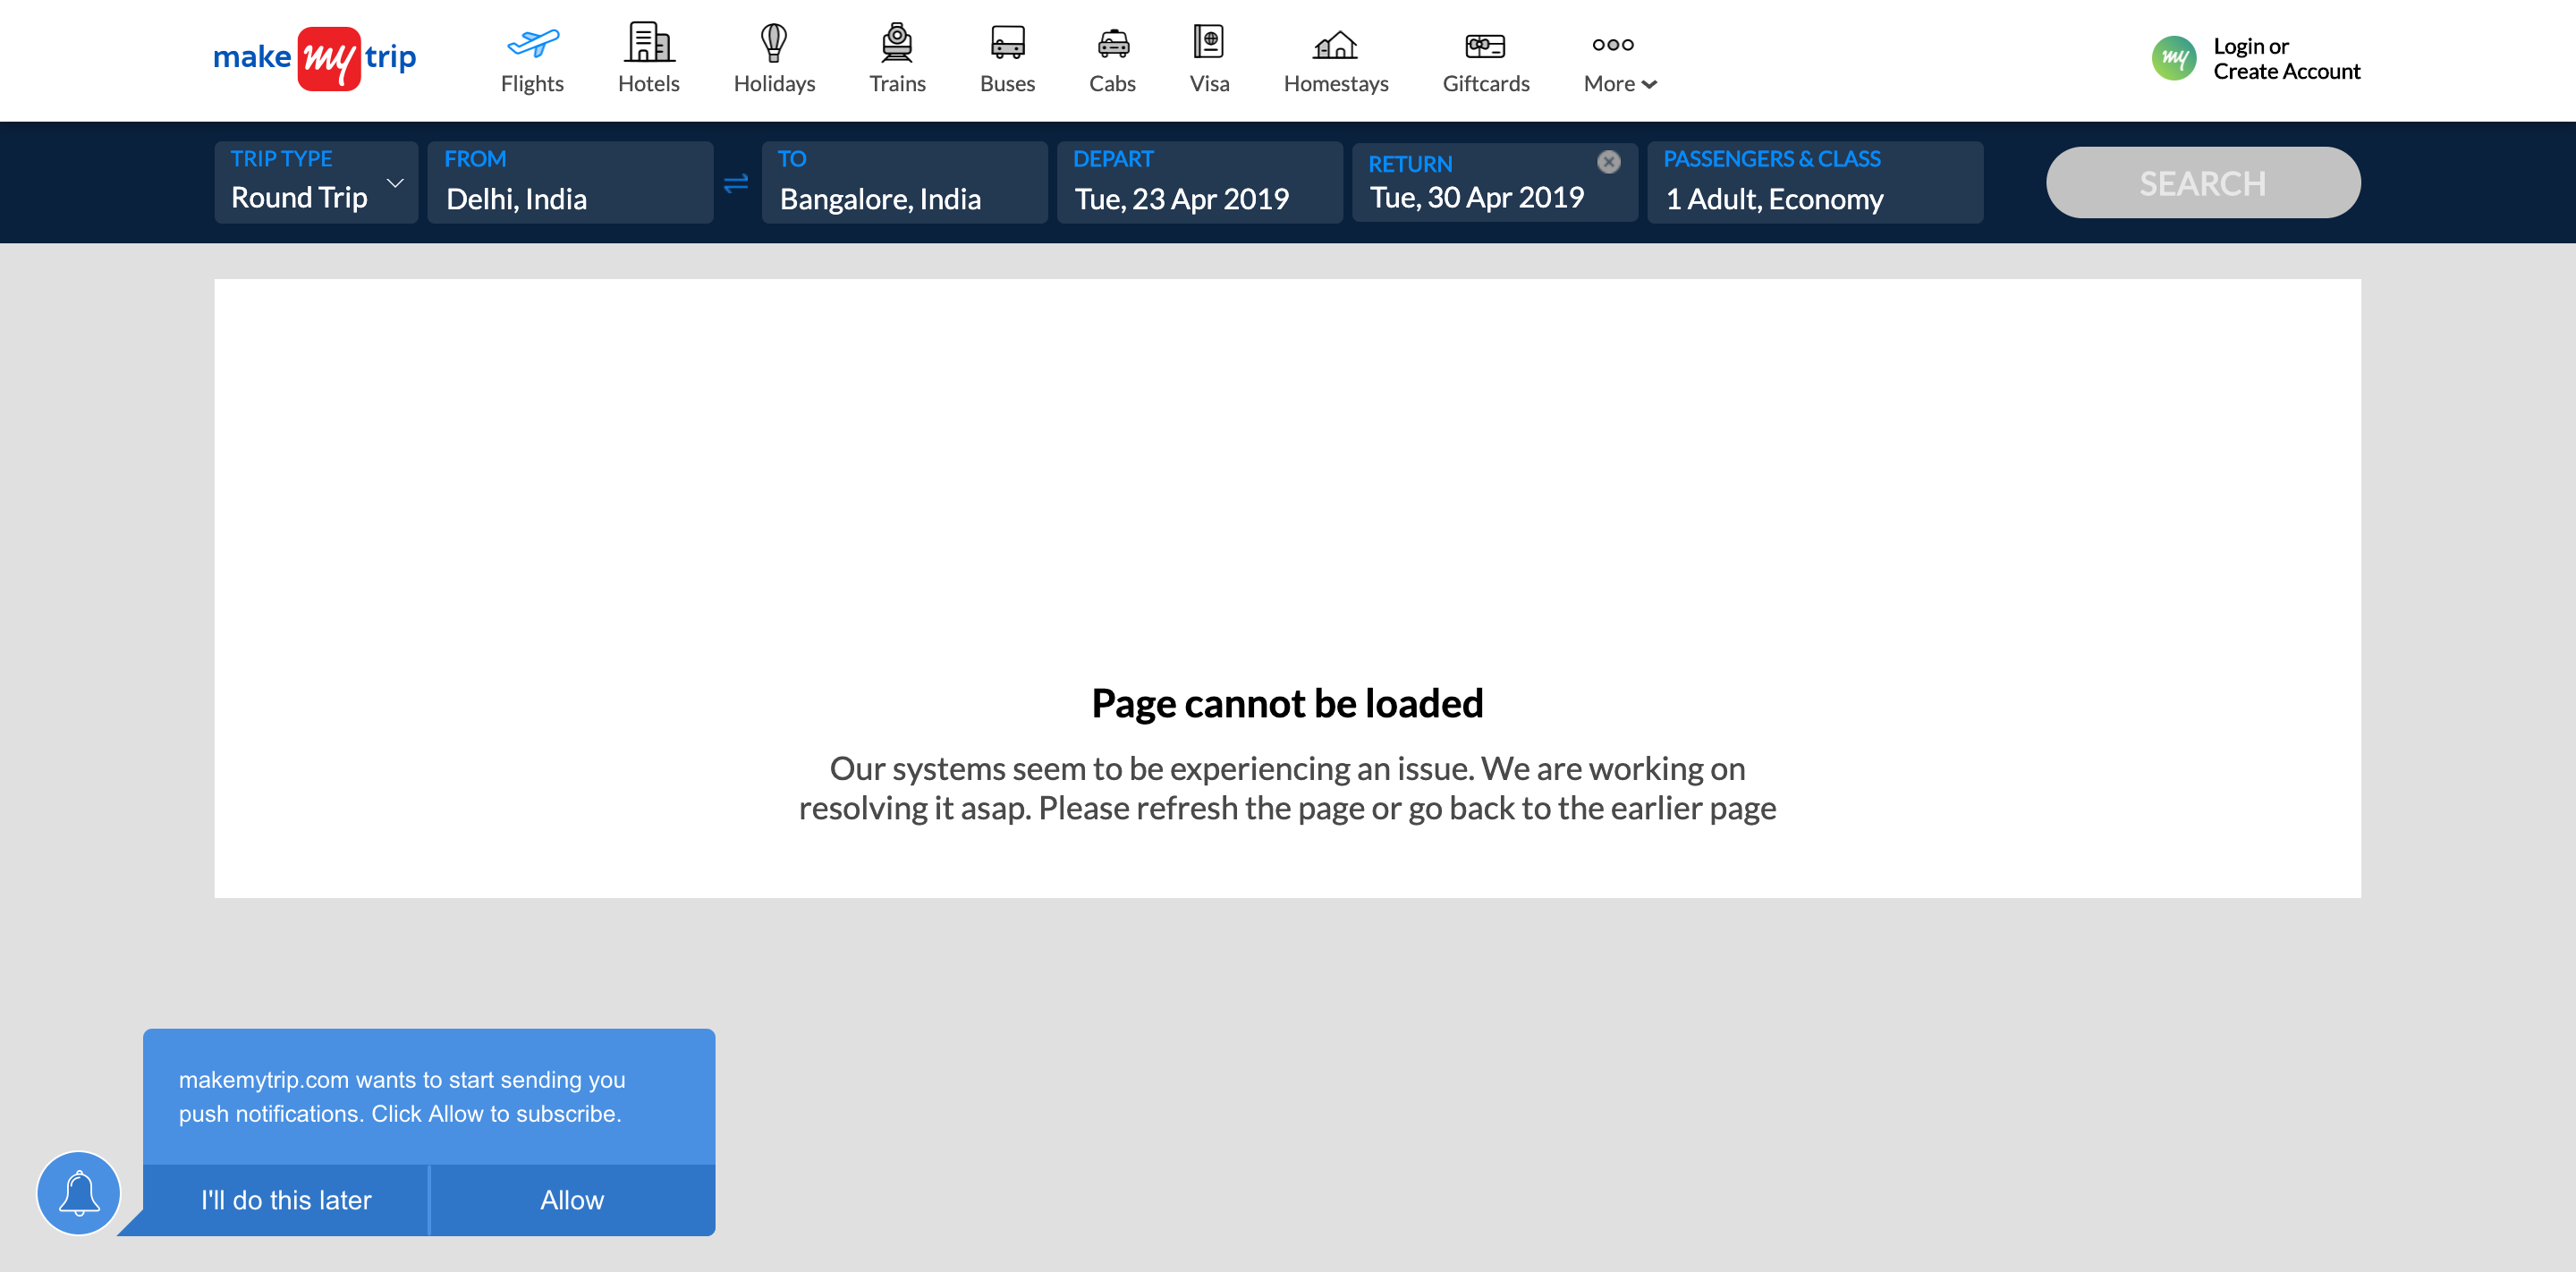 make my trip
Flights
Hotels
Holidays
Trains
Buses
Cabs
Visa
Homestays
Giftcards
More
my
Login or
Create Account
TRIP TYPE
Round Trip
FROM
Delhi, India
TO
Bangalore, India
DEPART
Tue, 23 Apr 2019
RETURN
Tue, 30 Apr 2019
PASSENGERS & CLASS
1 Adult, Economy
SEARCH
Page cannot be loaded
Our systems seem to be experiencing an issue. We are working on
resolving it asap. Please refresh the page or go back to the earlier page
makemytrip.com wants to start sending you
push notifications. Click Allow to subscribe.
I'll do this later
Allow